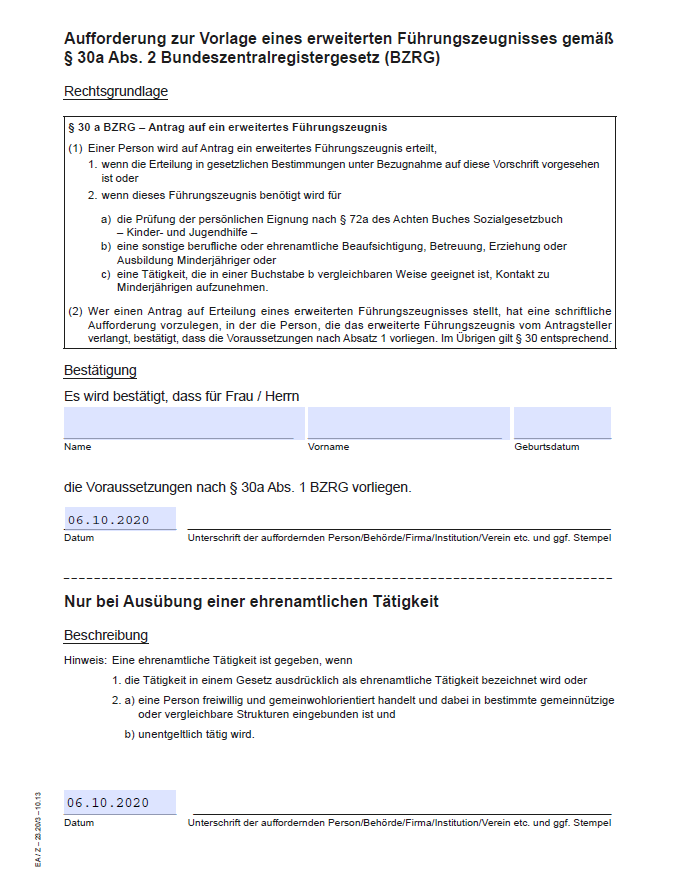 Aufforderung zur Vorlage eines erweiterten Führungszeugnisses gemäß
§ 30a Abs. 2 Bundeszentralregistergesetz (BZRG)
Rechtsgrundlage
§ 30 a BZRG – Antrag auf ein erweitertes Führungszeugnis
(1) Einer Person wird auf Antrag ein erweitertes Führungszeugnis erteilt,
1. wenn die Erteilung in gesetzlichen Bestimmungen unter Bezugnahme auf diese Vorschrift vorgesehen
ist oder
2. wenn dieses Führungszeugnis benötigt wird für
a) die Prüfung der persönlichen Eignung nach § 72a des Achten Buches Sozialgesetzbuch
– Kinder- und Jugendhilfe –
b) eine sonstige berufliche oder ehrenamtliche Beaufsichtigung, Betreuung, Erziehung oder
Ausbildung Minderjähriger oder
c) eine Tätigkeit, die in einer Buchstabe b vergleichbaren Weise geeignet ist, Kontakt zu
Minderjährigen aufzunehmen.
(2) Wer einen Antrag auf Erteilung eines erweiterten Führungszeugnisses stellt, hat eine schriftliche
Aufforderung vorzulegen, in der die Person, die das erweiterte Führungszeugnis vom Antragsteller
verlangt, bestätigt, dass die Voraussetzungen nach Absatz 1 vorliegen. Im Übrigen gilt § 30 entsprechend.
Bestätigung
Es wird bestätigt, dass für Frau / Herrn
Name Vorname Geburtsdatum
die Voraussetzungen nach § 30a Abs. 1 BZRG vorliegen.
06.10.2020
Datum Unterschrift der auffordernden Person/Behörde/Firma/Institution/Verein etc. und ggf. Stempel
Nur bei Ausübung einer ehrenamtlichen Tätigkeit
Beschreibung
Hinweis: Eine ehrenamtliche Tätigkeit ist gegeben, wenn
1. die Tätigkeit in einem Gesetz ausdrücklich als ehrenamtliche Tätigkeit bezeichnet wird oder
2. a) eine Person freiwillig und gemeinwohlorientiert handelt und dabei in bestimmte gemeinnützige
oder vergleichbare Strukturen eingebunden ist und
b) unentgeltlich tätig wird.
06.10.2020
Datum Unterschrift der auffordernden Person/Behörde/Firma/Institution/Verein etc. und ggf. Stempel
EA / Z – 23.20/3 – 10.13